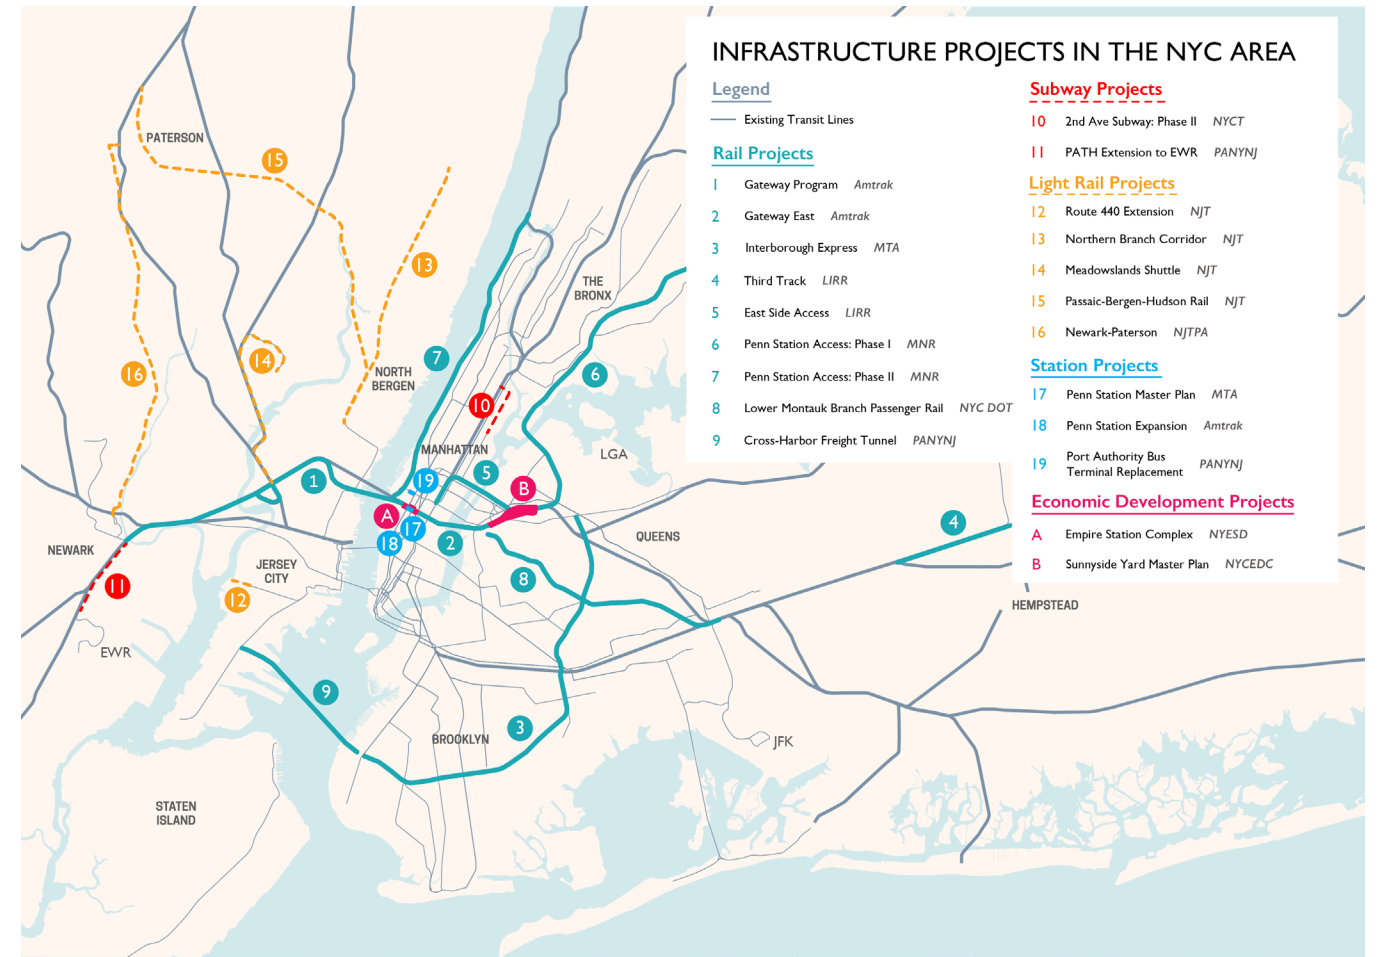 INFRASTRUCTURE PROJECTS IN THE NYC AREA
Legend
Existing Transit Lines
Rail Projects
1 Gateway Program Amtrak
2 Gateway East Amtrak
3 Interborough Express MTA
4 Third Track LIRR
5 East Side Access LIRR
6 Penn Station Access: Phase I MNR
7 Penn Station Access: Phase II MNR
8 Lower Montauk Branch Passenger Rail NYC DOT
9 Cross-Harbor Freight Tunnel PANYNJ
Subway Projects
10 2nd Ave Subway: Phase II NYCT
11 PATH Extension to EWR PANYNJ
Light Rail Projects
12 Route 440 Extension NJT
13 Northern Branch Corridor NJT
14 Meadowslands Shuttle NJT
15 Passaic-Bergen-Hudson Rail NJT
16 Newark-Paterson NJTPA
Station Projects
17 Penn Station Master Plan MTA
18 Penn Station Expansion Amtrak
19 Port Authority Bus
Terminal Replacement PANYNJ
Economic Development Projects
A Empire Station Complex NYESD
B Sunnyside Yard Master Plan NYCEDC
PATERSON
15
13
THE
BRONX
14
16
7
NORTH
BERGEN
6
10
MANHATTAN
LGA
1
19
5
B
A
17
18
2
4
QUEENS
NEWARK
JERSEY
CITY
11
12
8
HEMPSTEAD
EWR
9
3
BROOKLYN
JFK
STATEN
ISLAND